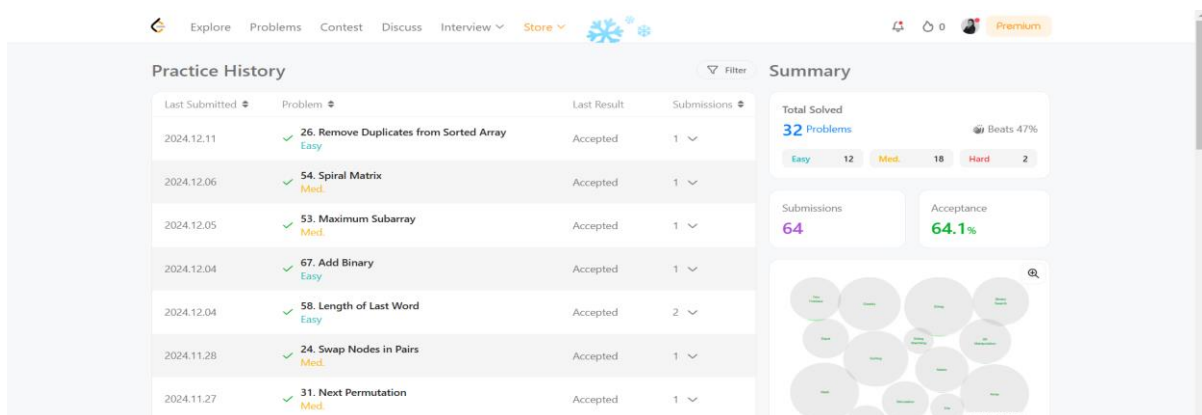 Explore Problems Contest Discuss Interview Store 0 Premium
Practice History
Filter
Last Submitted Problem Last Result Submissions
2024.12.11 26. Remove Duplicates from Sorted Array Accepted 1
Easy
2024.12.06 54. Spiral Matrix Accepted 1
Med.
2024.12.05 53. Maximum Subarray Accepted 1
Med.
2024.12.04 67. Add Binary Accepted 1
Easy
2024.12.04 58. Length of Last Word Accepted 2
Easy
2024.11.28 24. Swap Nodes in Pairs Accepted 1
Med.
2024.11.27 31. Next Permutation Accepted 1
Med.
Summary
Total Solved
32 Problems Beats 47%
Easy 12 Med. 18 Hard 2
Submissions
64
Acceptance
64.1%